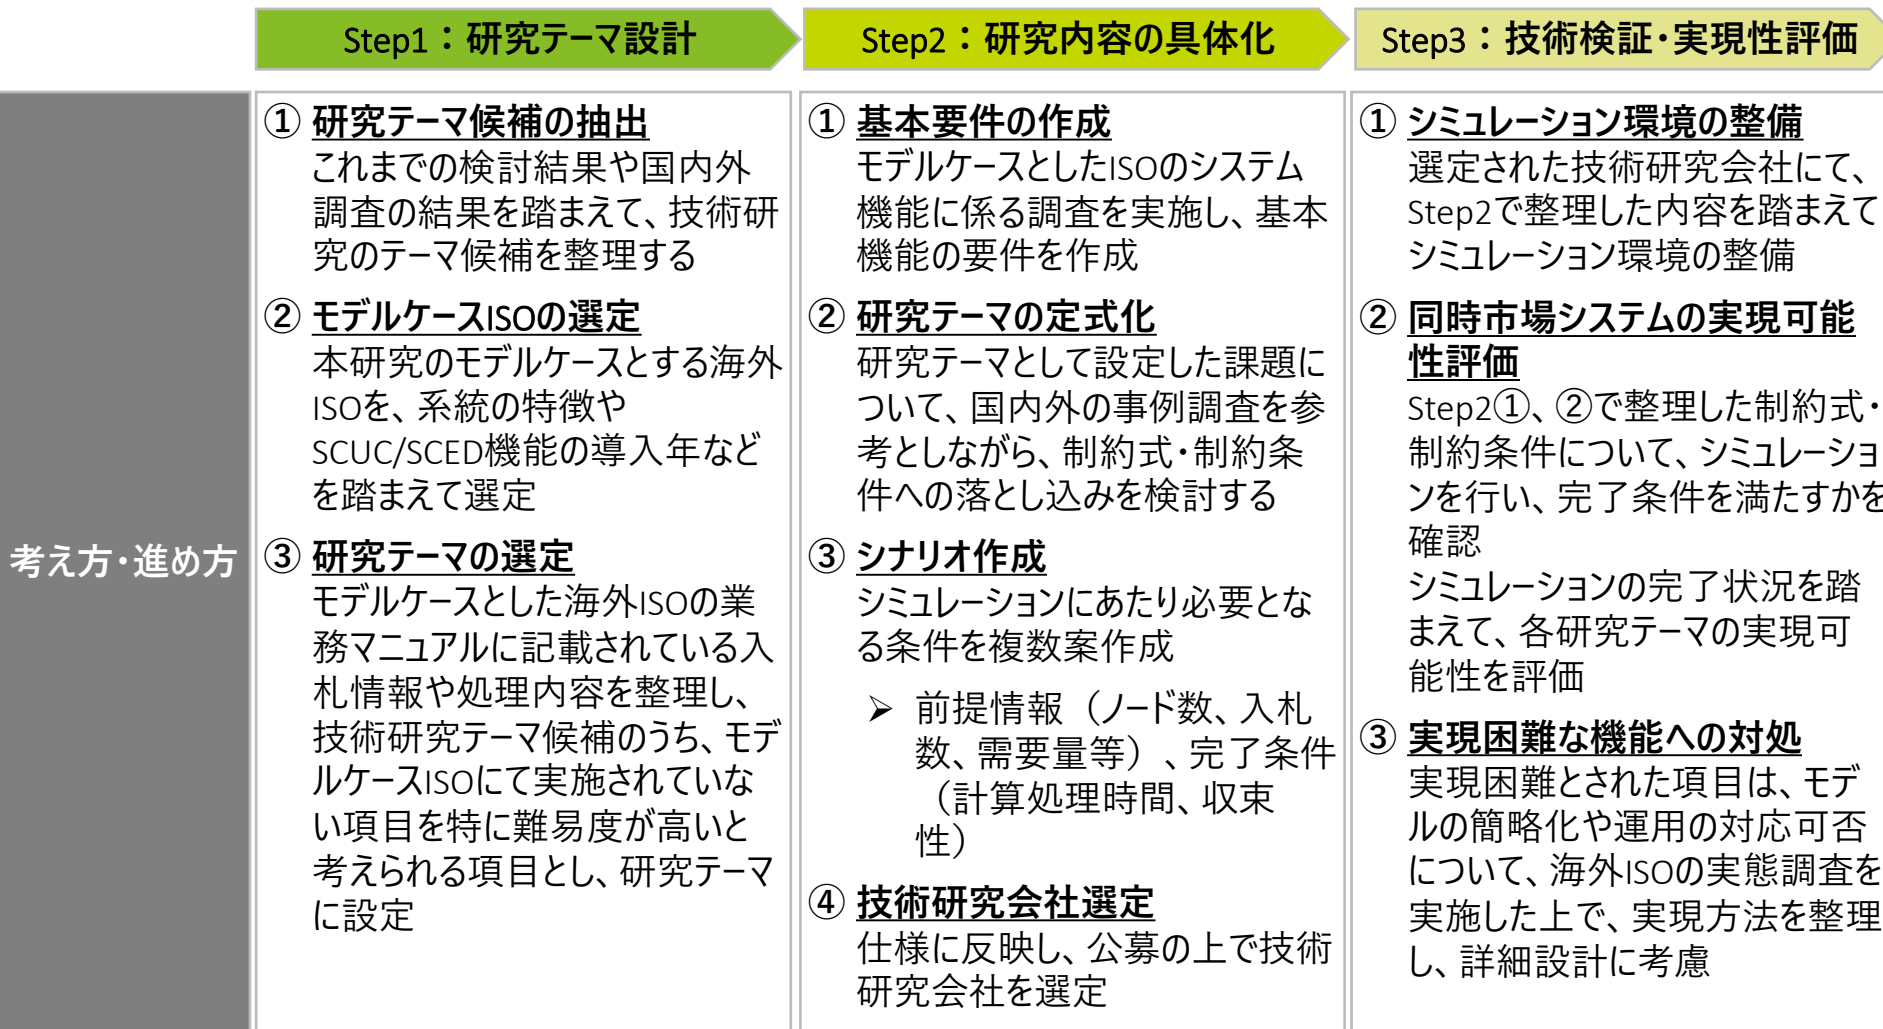 Step1：研究テーマ設計
Step2：研究内容の具体化
Step3：技術検証・実現性評価
考え方・進め方
① 研究テーマ候補の抽出
これまでの検討結果や国内外
調査の結果を踏まえて、技術研
究のテーマ候補を整理する
② モデルケースISOの選定
本研究のモデルケースとする海外
ISOを、系統の特徴や
SCUC/SCED機能の導入年など
を踏まえて選定
③ 研究テーマの選定
モデルケースとした海外ISOの業
務マニュアルに記載されている入
札情報や処理内容を整理し、
技術研究テーマ候補のうち、モデ
ルケースISOにて実施されていな
い項目を特に難易度が高いと
考えられる項目とし、研究テーマ
に設定
① 基本要件の作成
モデルケースとしたISOのシステム
機能に係る調査を実施し、基本
機能の要件を作成
② 研究テーマの定式化
研究テーマとして設定した課題に
ついて、国内外の事例調査を参
考としながら、制約式・制約条
件への落とし込みを検討する
③ シナリオ作成
シミュレーションにあたり必要とな
る条件を複数案作成
➢ 前提情報（ノード数、入札
数、需要量等）、完了条件
（計算処理時間、収束
性）
④ 技術研究会社選定
仕様に反映し、公募の上で技術
研究会社を選定
① シミュレーション環境の整備
選定された技術研究会社にて、
Step2で整理した内容を踏まえて
シミュレーション環境の整備
② 同時市場システムの実現可能
性評価
Step2①、②で整理した制約式・
制約条件について、シミュレーショ
ンを行い、完了条件を満たすかを
確認
シミュレーションの完了状況を踏
まえて、各研究テーマの実現可
能性を評価
③ 実現困難な機能への対処
実現困難とされた項目は、モデ
ルの簡略化や運用の対応可否
について、海外ISOの実態調査を
実施した上で、実現方法を整理
し、詳細設計に考慮